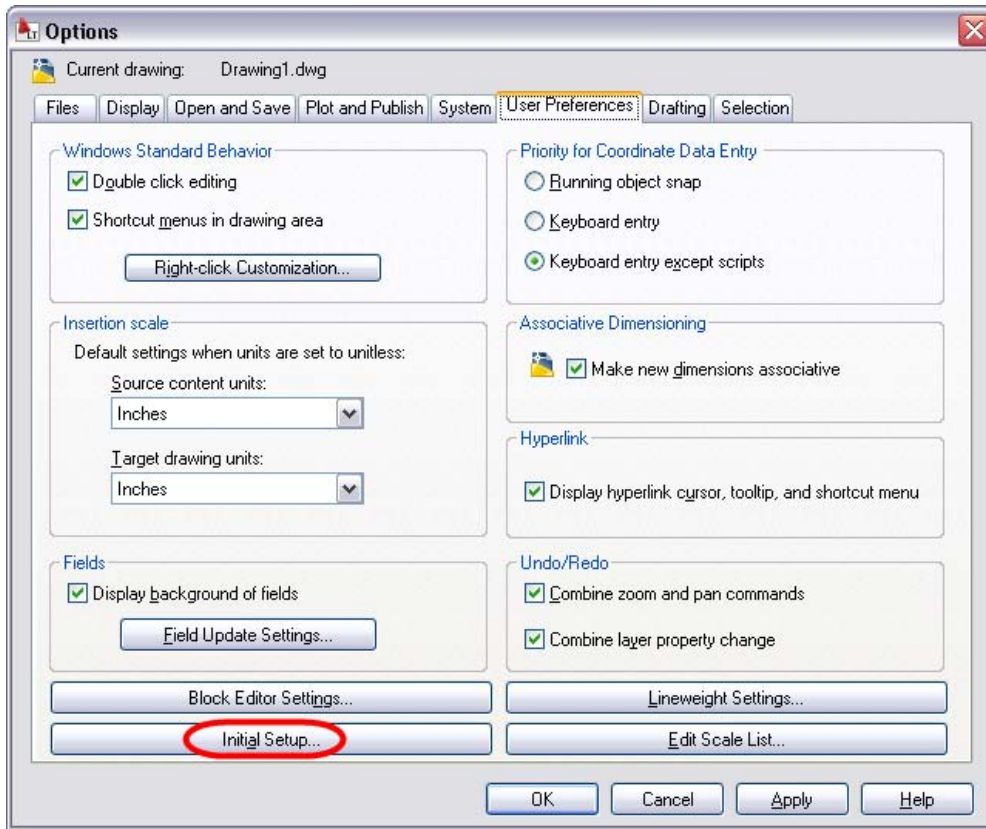 LT Options
Current drawing: Drawing1.dwg
Files Display Open and Save Plot and Publish System User Preferences Drafting Selection
Windows Standard Behavior
Double click editing
Shortcut menus in drawing area
Right-click Customization...
Insertion scale
Default settings when units are set to unitless:
Source content units:
Inches
Target drawing units:
Inches
Fields
Display background of fields
Field Update Settings...
Block Editor Settings...
Initial Setup...
Priority for Coordinate Data Entry
Running object snap
Keyboard entry
Keyboard entry except scripts
Associative Dimensioning
Make new dimensions associative
Hyperlink
Display hyperlink cursor, tooltip, and shortcut menu
Undo/Redo
Combine zoom and pan commands
Combine layer property change
Lineweight Settings...
Edit Scale List...
OK Cancel Apply Help